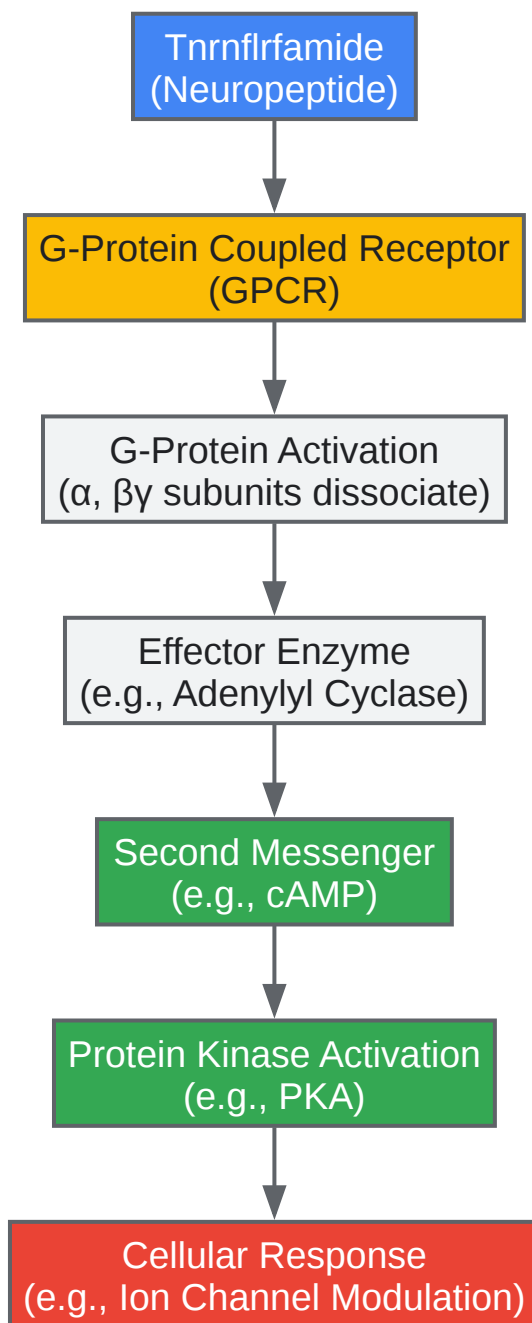 Tnrnflrfamide
(Neuropeptide)
G-Protein Coupled Receptor
(GPCR)
G-Protein Activation
(α, βγ subunits dissociate)
Effector Enzyme
(e.g., Adenylyl Cyclase)
Second Messenger
(e.g., cAMP)
Protein Kinase Activation
(e.g., PKA)
Cellular Response
(e.g., Ion Channel Modulation)